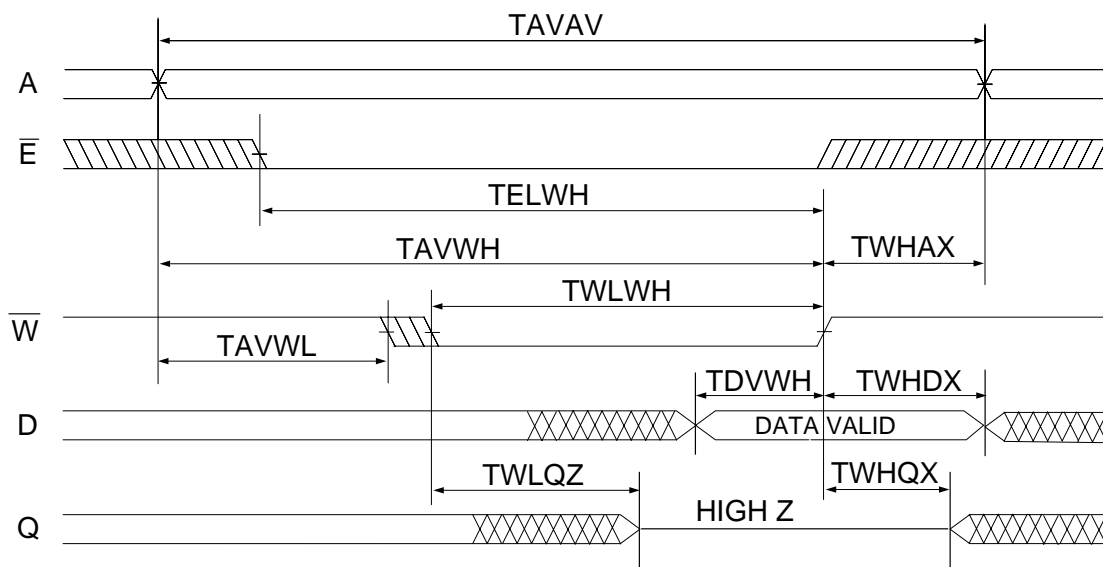 TAVAV
A
E̅
TELWH
TAVWH
TWHAX
TWLWH
W̅
TAVWL
TDVWH
TWHDX
D
DATA VALID
TWLQZ
TWHQX
HIGH Z
Q